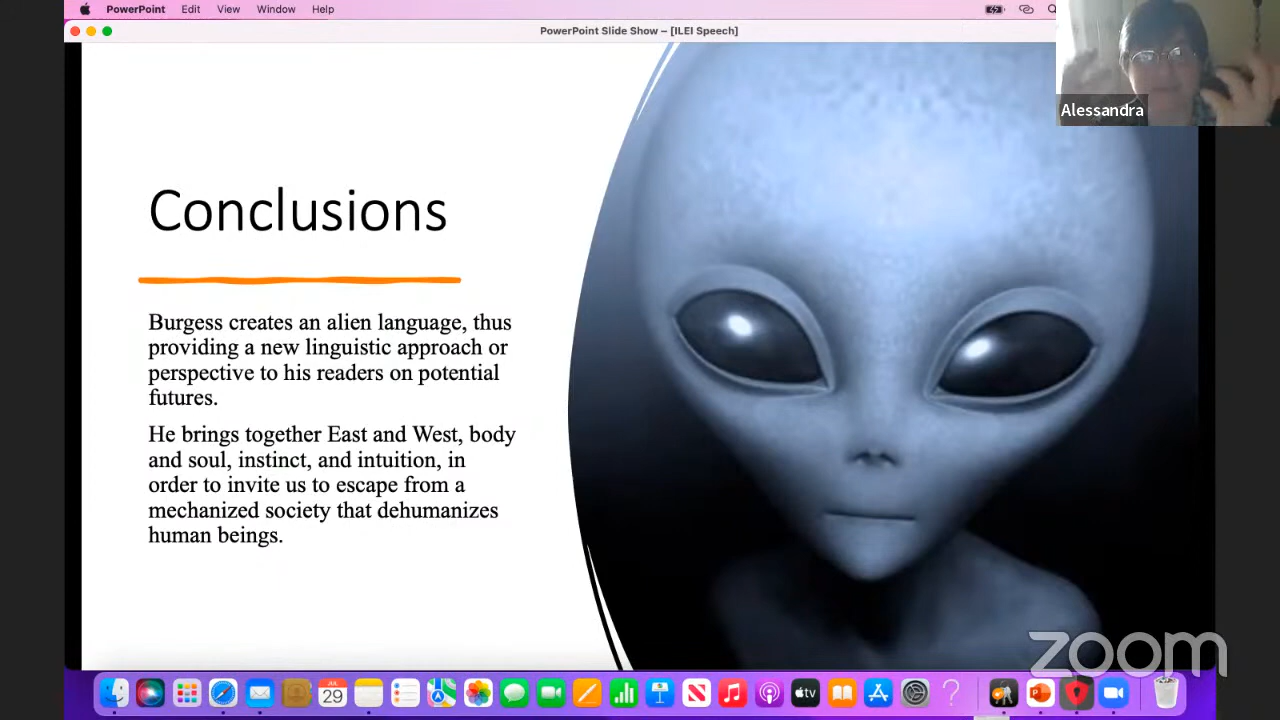 PowerPoint Edit View Window Help
PowerPoint Slide Show – [ILEI Speech]
Alessandra
Conclusions
Burgess creates an alien language, thus
providing a new linguistic approach or
perspective to his readers on potential
futures.
He brings together East and West, body
and soul, instinct, and intuition, in
order to invite us to escape from a
mechanized society that dehumanizes
human beings.
zoom
JUL
29
tv